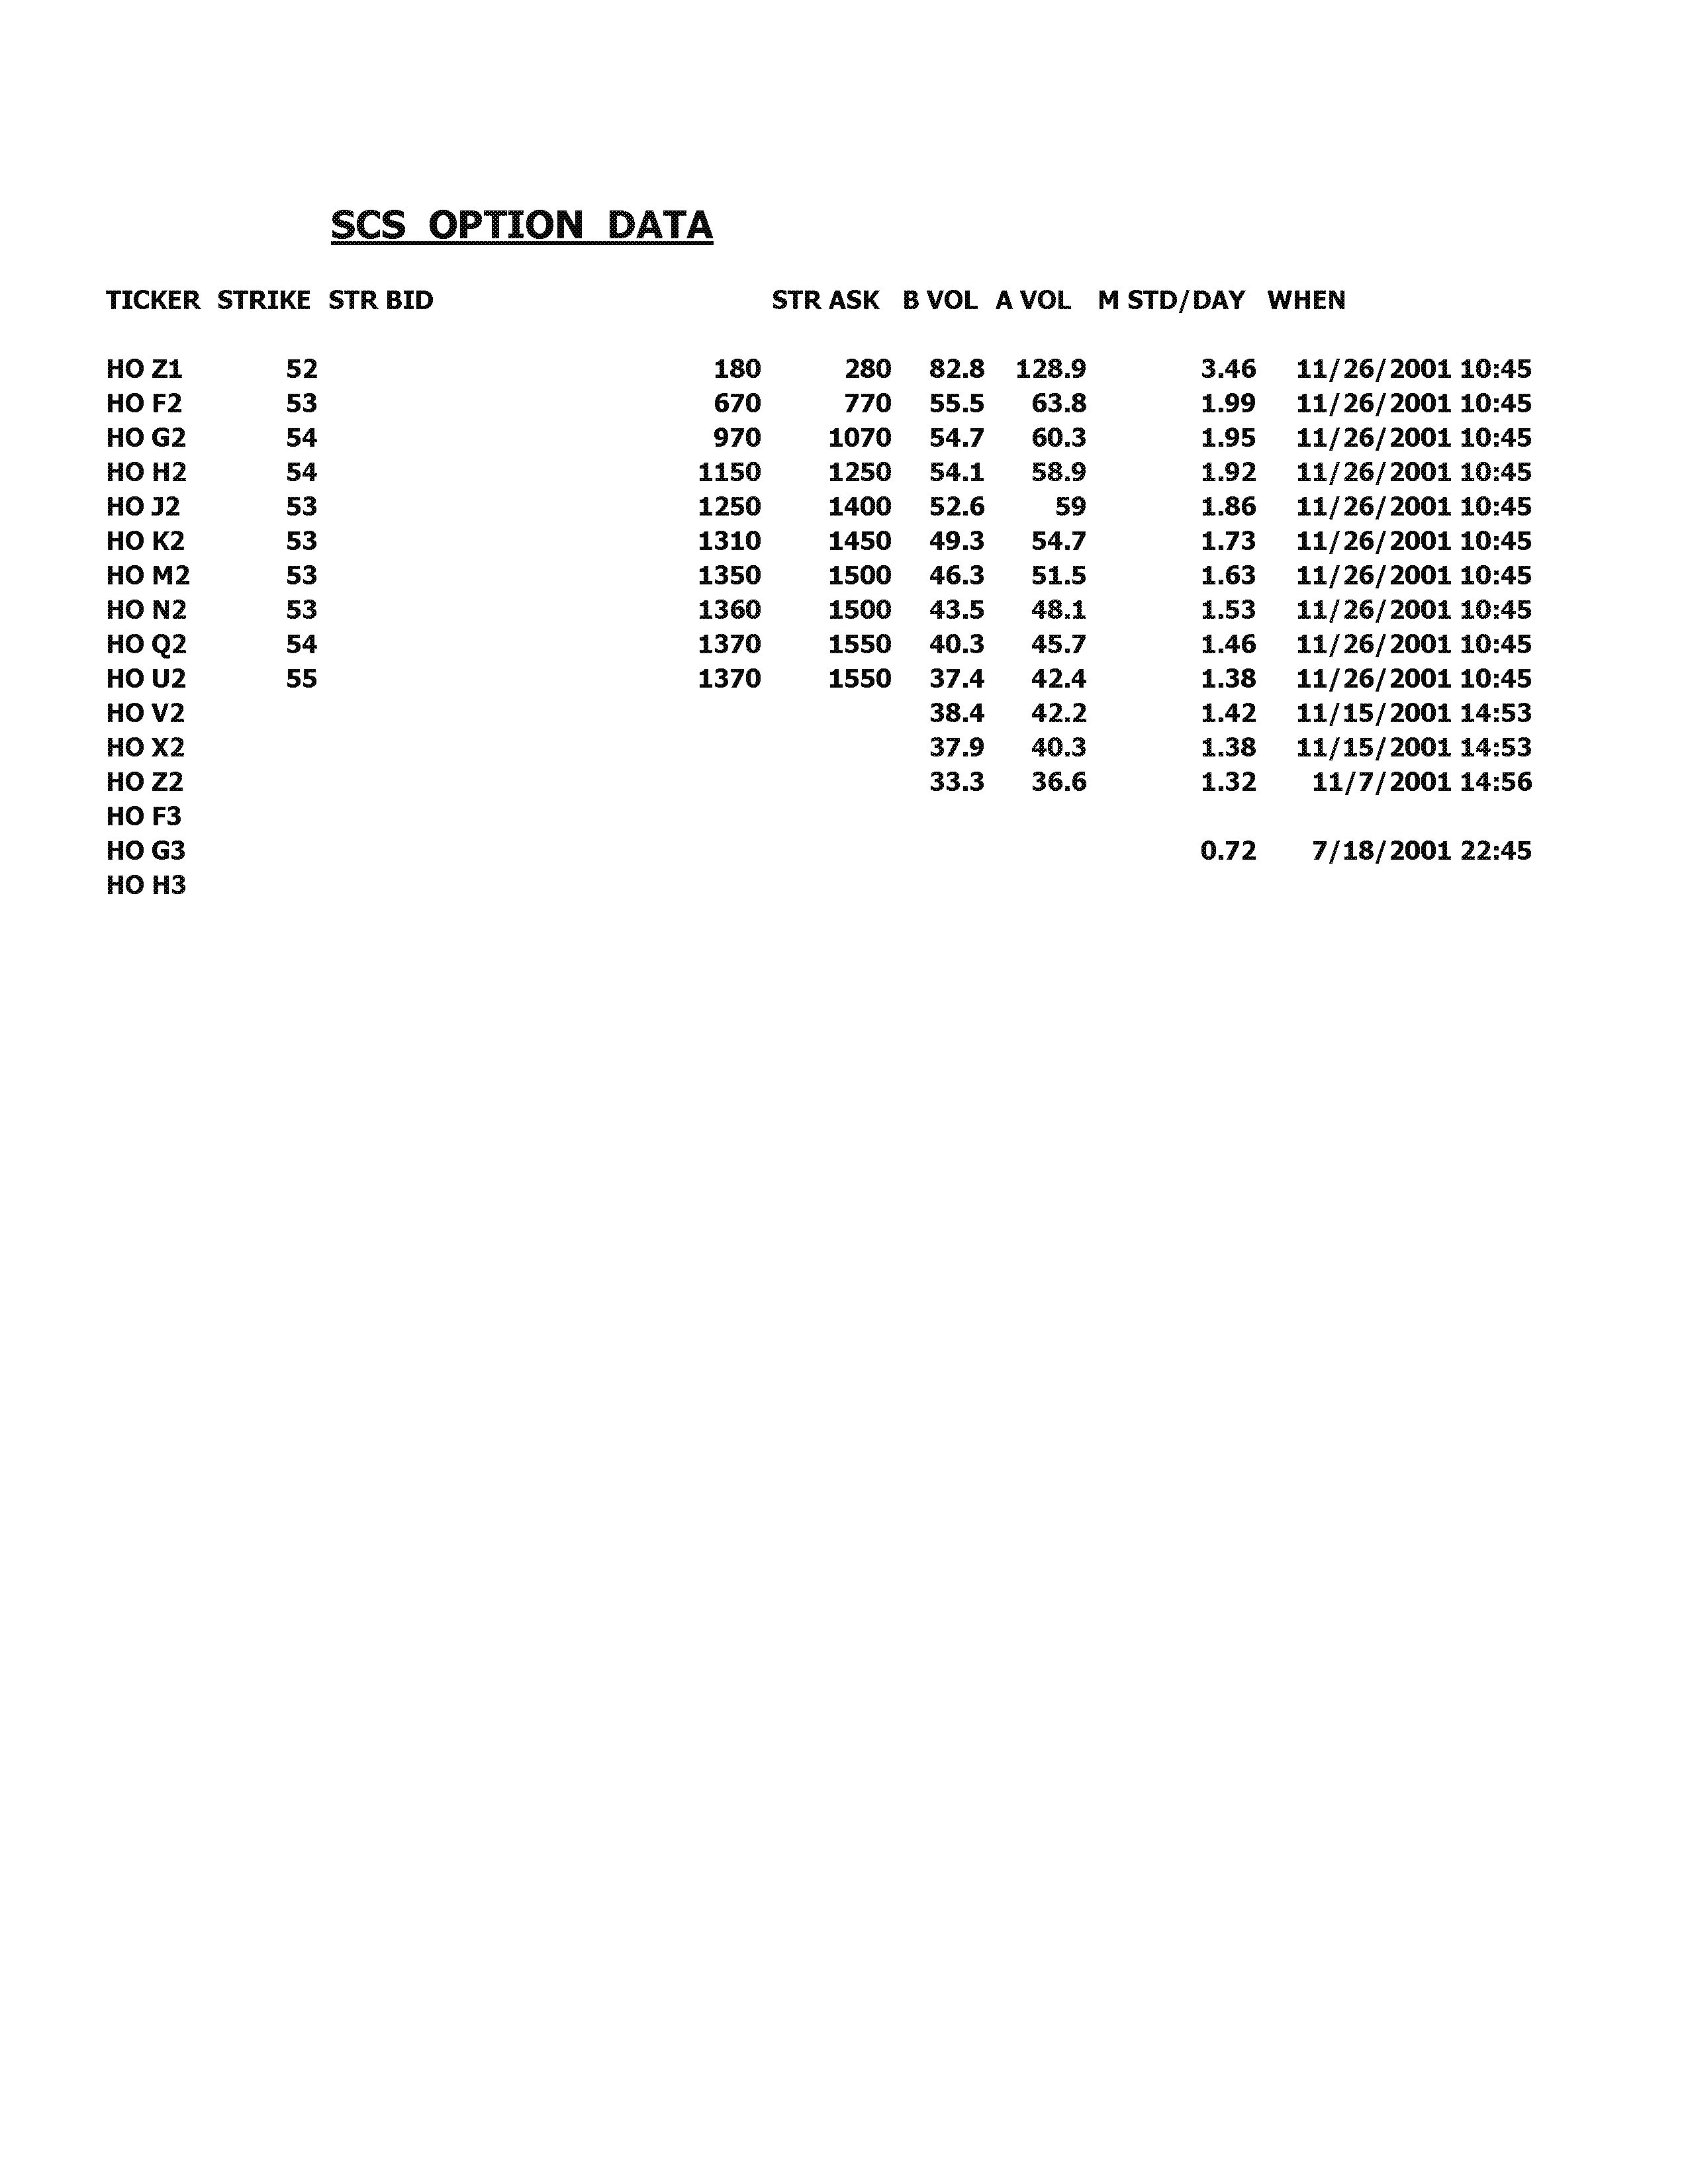 SCS OPTION DATA
TICKER STRIKE STR BID STR ASK B VOL A VOL M STD/DAY WHEN
HO Z1 52 180 280 82.8 128.9 3.46 11/26/2001 10:45
HO F2 53 670 770 55.5 63.8 1.99 11/26/2001 10:45
HO G2 54 970 1070 54.7 60.3 1.95 11/26/2001 10:45
HO H2 54 1150 1250 54.1 58.9 1.92 11/26/2001 10:45
HO J2 53 1250 1400 52.6 59 1.86 11/26/2001 10:45
HO K2 53 1310 1450 49.3 54.7 1.73 11/26/2001 10:45
HO M2 53 1350 1500 46.3 51.5 1.63 11/26/2001 10:45
HO N2 53 1360 1500 43.5 48.1 1.53 11/26/2001 10:45
HO Q2 54 1370 1550 40.3 45.7 1.46 11/26/2001 10:45
HO U2 55 1370 1550 37.4 42.4 1.38 11/26/2001 10:45
HO V2 38.4 42.2 1.42 11/15/2001 14:53
HO X2 37.9 40.3 1.38 11/15/2001 14:53
HO Z2 33.3 36.6 1.32 11/7/2001 14:56
HO F3
HO G3 0.72 7/18/2001 22:45
HO H3